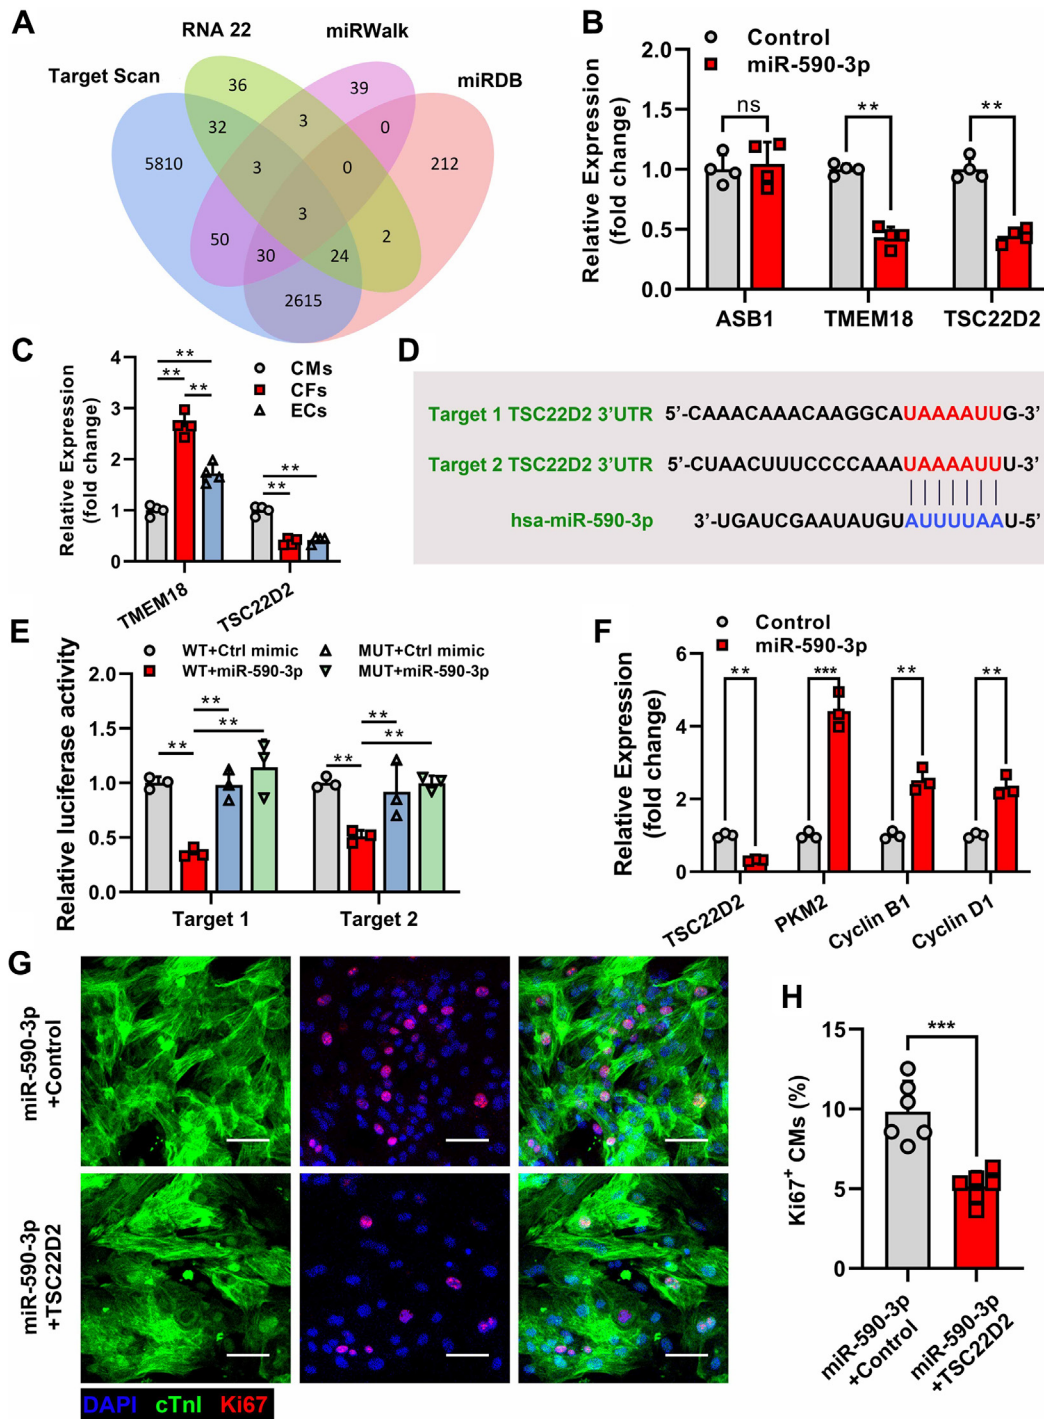 A
RNA 22
miRWalk
Target Scan
miRDB
36
39
32
3
0
5810
3
0
212
3
50
30
24
2
2615
B
Control
miR-590-3p
Relative Expression
(fold change)
2.0
1.5
1.0
0.5
0.0
ns
**
**
ASB1
TMEM18
TSC22D2
C
Relative Expression
(fold change)
4
3
2
1
0
**
**
**
**
**
CMs
CFs
ECs
TMEM18
TSC22D2
D
Target 1 TSC22D2 3'UTR 5'-CAAACAAACAAGGCAUAAAAUUG-3'
Target 2 TSC22D2 3'UTR 5'-CUAACUUUCCCCAAAUAAAAUUU-3'
hsa-miR-590-3p 3'-UGAUCGAAUAUGUAUUUUAAU-5'
E
WT+Ctrl mimic
WT+miR-590-3p
MUT+Ctrl mimic
MUT+miR-590-3p
Relative luciferase activity
2.0
1.5
1.0
0.5
0.0
**
**
**
**
**
**
Target 1
Target 2
F
Control
miR-590-3p
Relative Expression
(fold change)
6
4
2
0
**
***
**
**
TSC22D2
PKM2
Cyclin B1
Cyclin D1
G
miR-590-3p
+Control
miR-590-3p
+TSC22D2
DAPI cTnI Ki67
H
Ki67+ CMs (%)
15
10
5
0
***
miR-590-3p
+Control
miR-590-3p
+TSC22D2